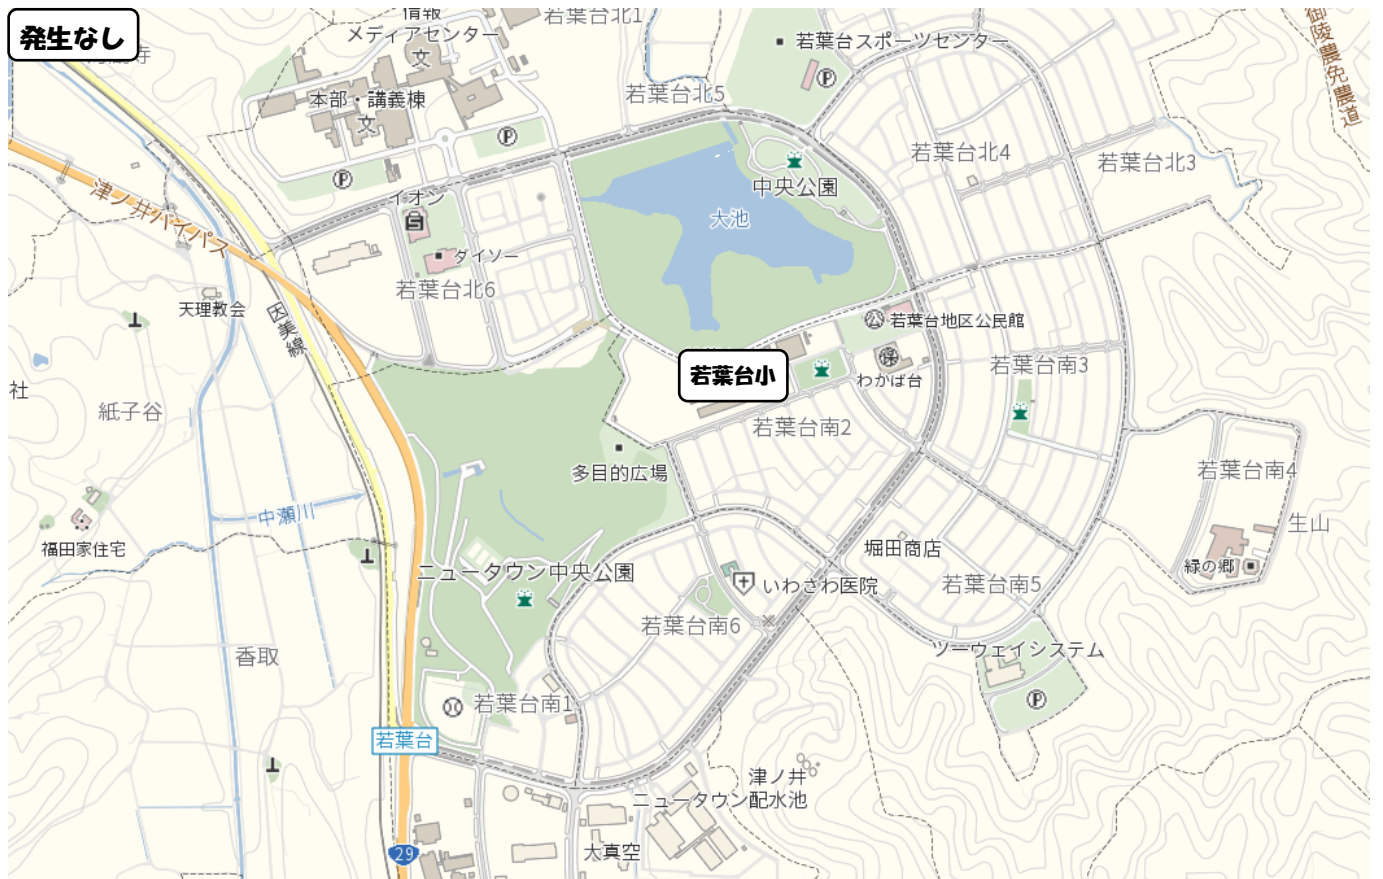 発生なし
情報
メディアセンター
若葉台北1
若葉台スポーツセンター
御陵農免農道
本部・講義棟
若葉台北5
若葉台北4
若葉台北3
津ノ井バイパス
イオン
中央公園
大池
ダイソー
若葉台北6
天理教会
因美線
若葉台地区公民館
若葉台小
わかば台
若葉台南3
社
紙子谷
若葉台南2
多目的広場
若葉台南4
中瀬川
生山
福田家住宅
堀田商店
緑の郷
ニュータウン中央公園
いわさわ医院
若葉台南5
若葉台南6
香取
ツーウェイシステム
若葉台南1
若葉台
津ノ井
ニュータウン配水池
大真空
29